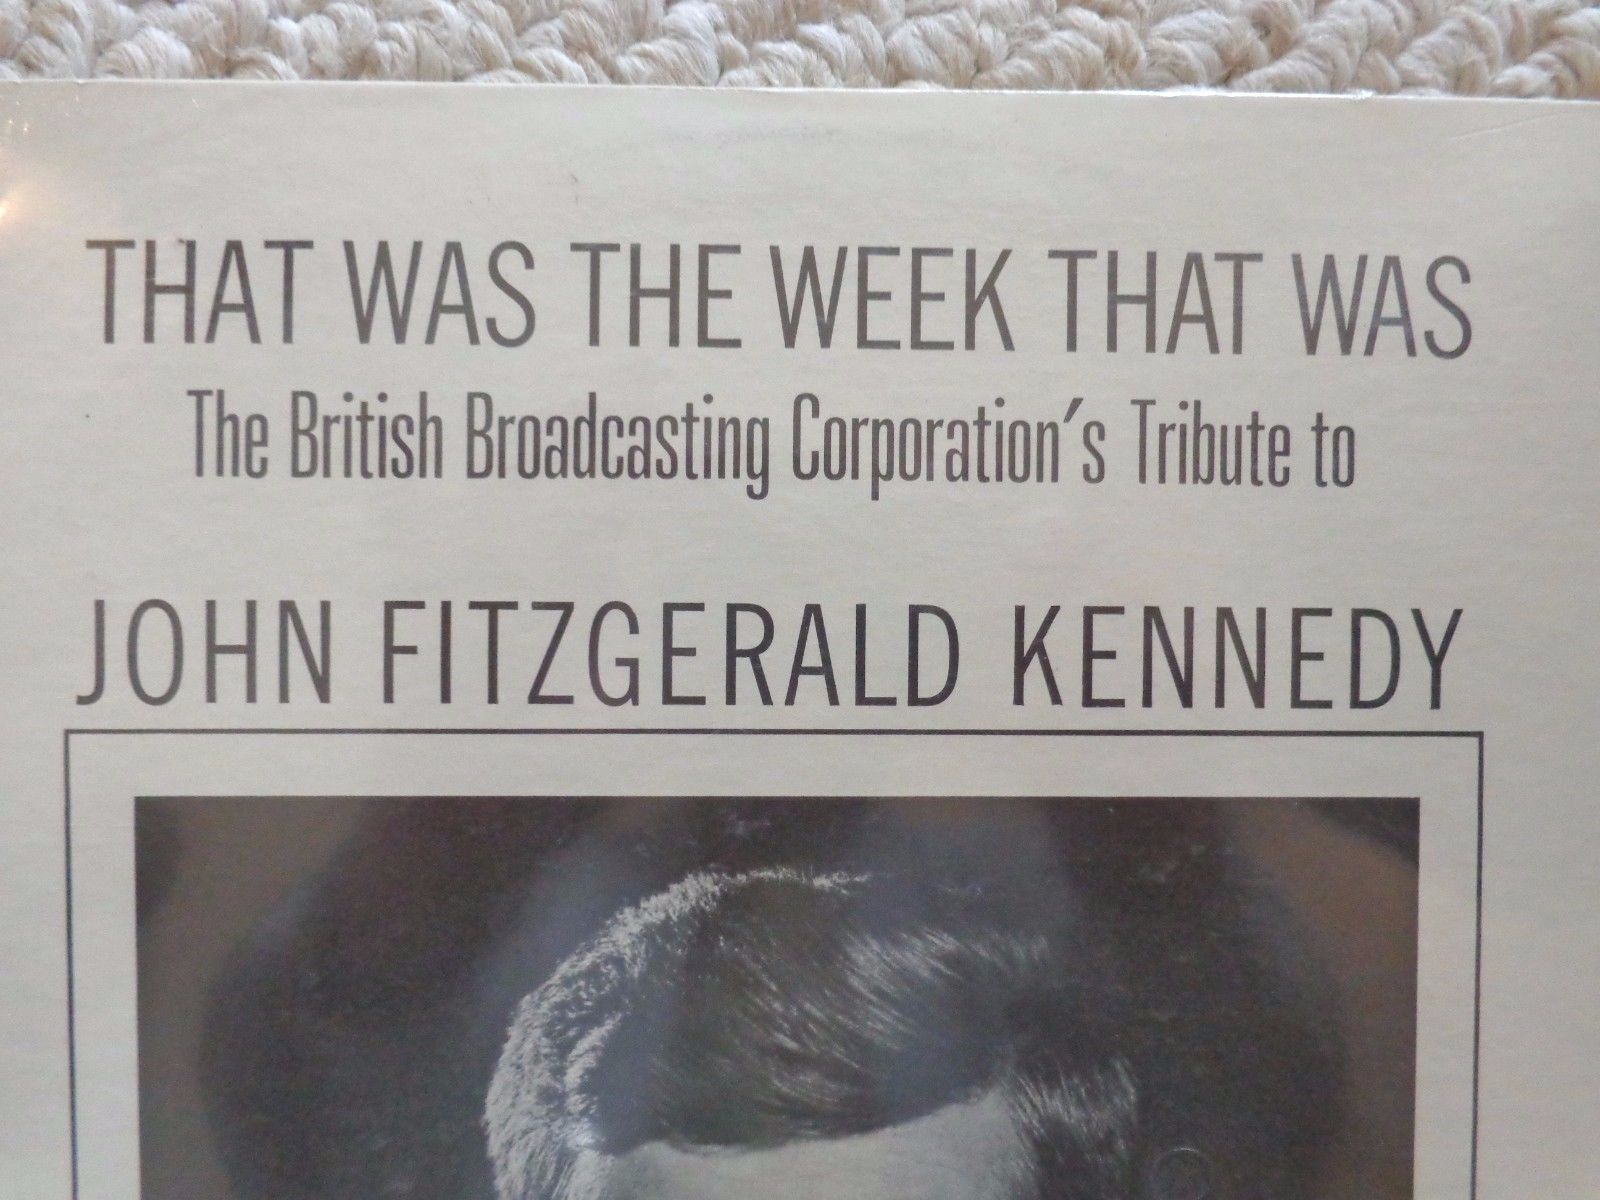 THAT WAS THE WEEK THAT WAS
The British Broadcasting Corporation's Tribute to
JOHN FITZGERALD KENNEDY